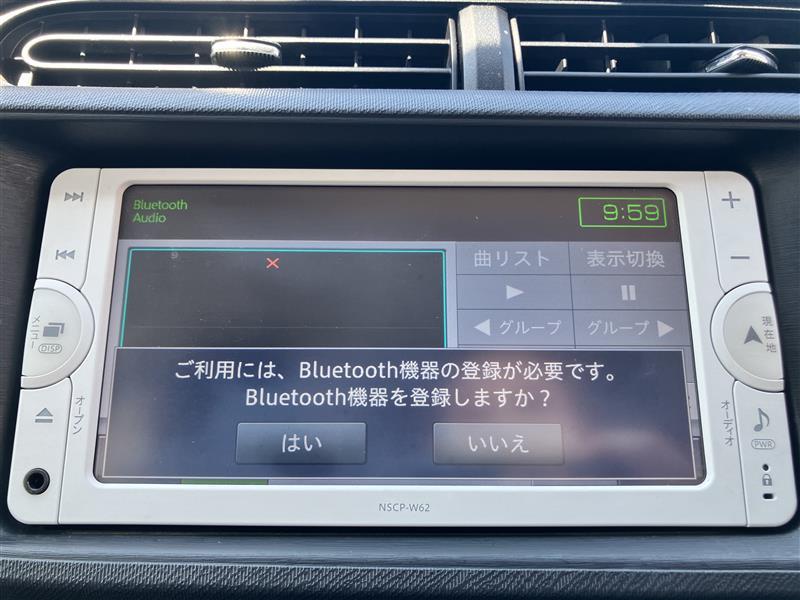 Bluetooth
Audio
9:59
曲リスト
表示切換
グループ
グループ
ご利用には、Bluetooth機器の登録が必要です。
Bluetooth機器を登録しますか？
はい
いいえ
メニュー
DISP
オープン
現在地
オーディオ
PWR
NSCP-W62